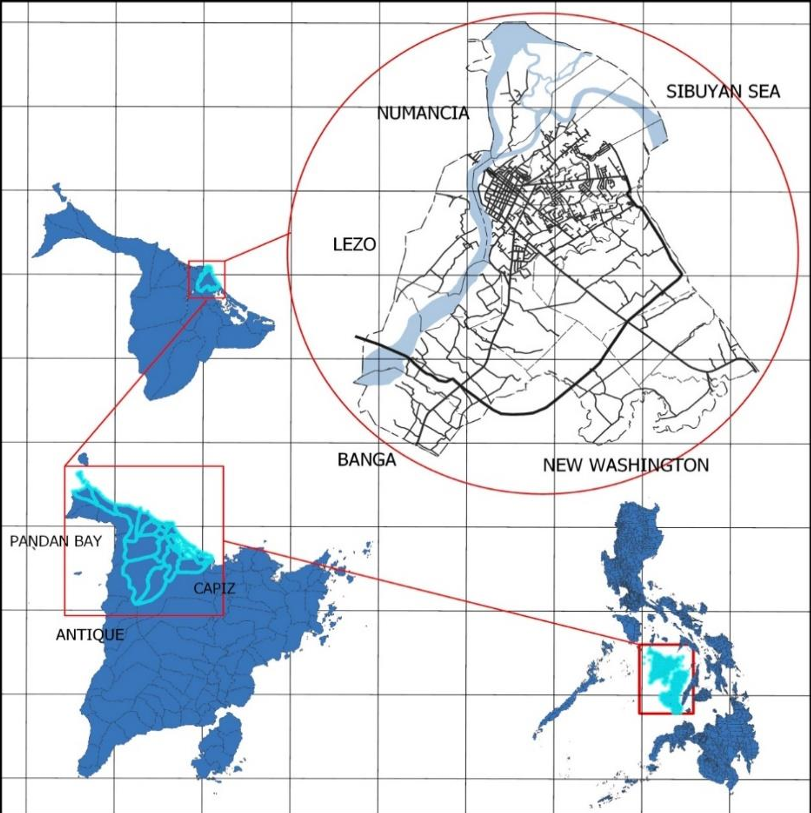 SIBUYAN SEA
NUMANCIA
LEZO
BANGA
NEW WASHINGTON
PANDAN BAY
CAPIZ
ANTIQUE